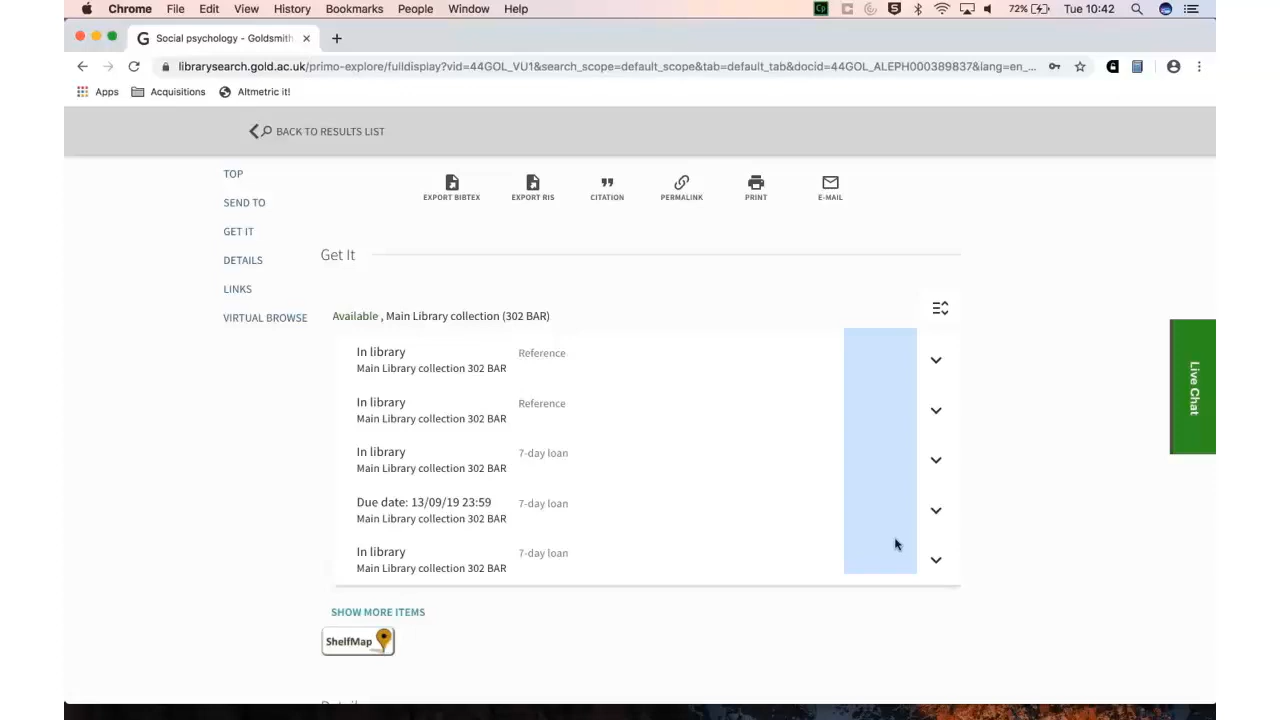 Chrome File Edit View History Bookmarks People Window Help 72% Tue 10:42
Social psychology - Goldsmith
librarysearch.gold.ac.uk/primo-explore/fulldisplay?vid=44GOL_VU1&search_scope=default_scope&tab=default_tab&docid=44GOL_ALEPH000389837&lang=en_...
Apps Acquisitions Altmetric it!
BACK TO RESULTS LIST
TOP
SEND TO
GET IT
DETAILS
LINKS
VIRTUAL BROWSE
EXPORT BIBTEX EXPORT RIS CITATION PERMALINK PRINT E-MAIL
Get It
Available , Main Library collection (302 BAR)
In library Reference
Main Library collection 302 BAR
In library Reference
Main Library collection 302 BAR
In library 7-day loan
Main Library collection 302 BAR
Due date: 13/09/19 23:59 7-day loan
Main Library collection 302 BAR
In library 7-day loan
Main Library collection 302 BAR
SHOW MORE ITEMS
ShelfMap
Live Chat